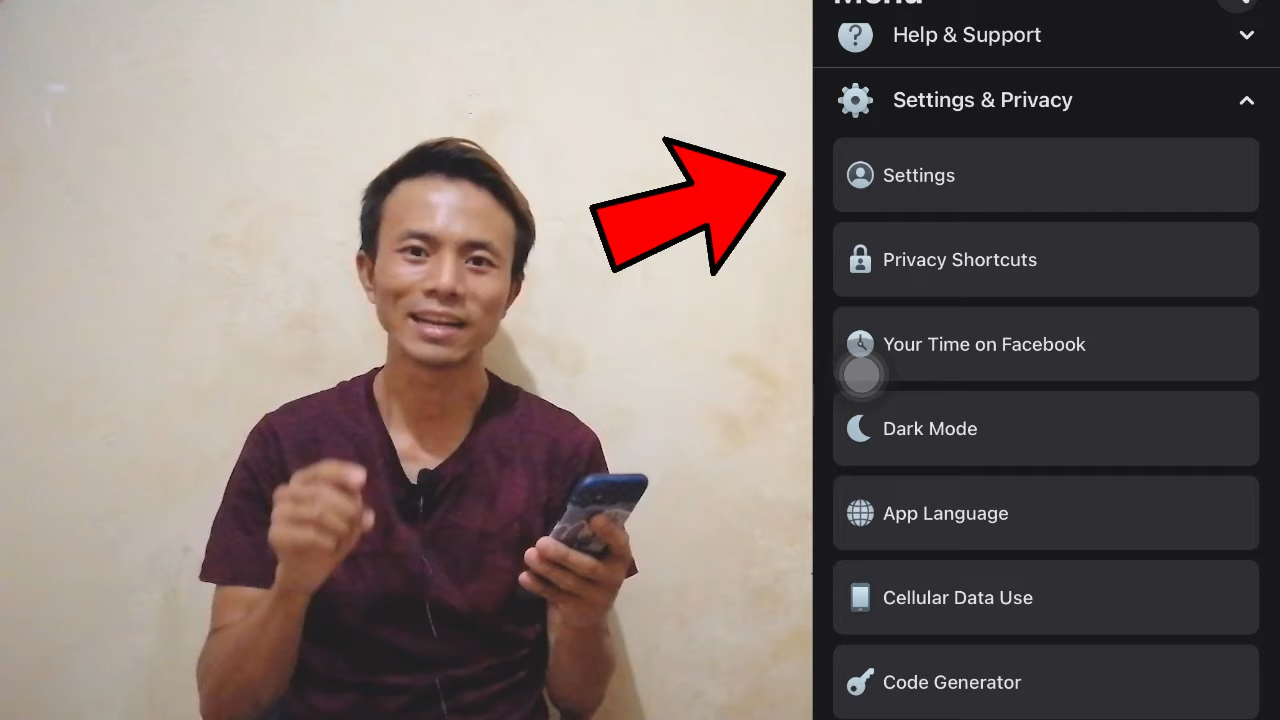 Menu
Help & Support
Settings & Privacy
Settings
Privacy Shortcuts
Your Time on Facebook
Dark Mode
App Language
Cellular Data Use
Code Generator